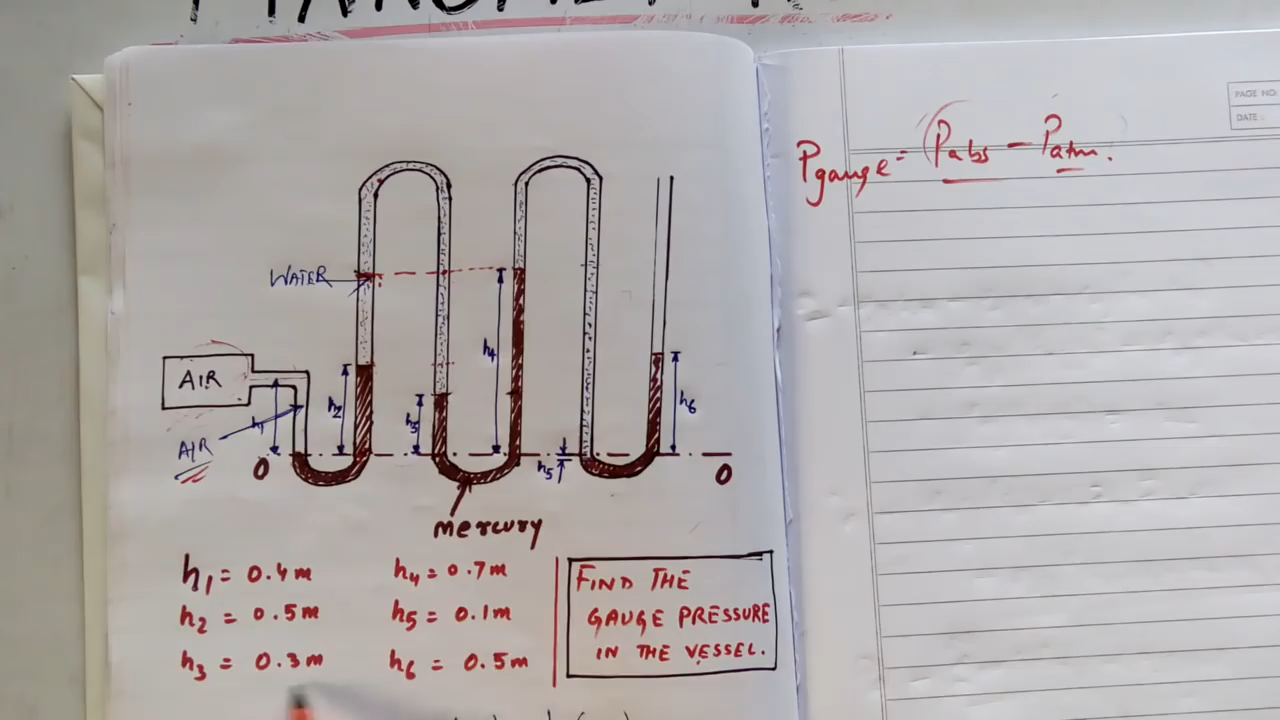 PAGE NO.
DATE:
Pgauge = (Pabs - Patm.
WATER
AIR
h1
AIR
h2
h3
h4
h5
h6
O
O
mercury
h1 = 0.4m
h2 = 0.5m
h3 = 0.3m
h4 = 0.7m
h5 = 0.1m
h6 = 0.5m
FIND THE
GAUGE PRESSURE
IN THE VESSEL.